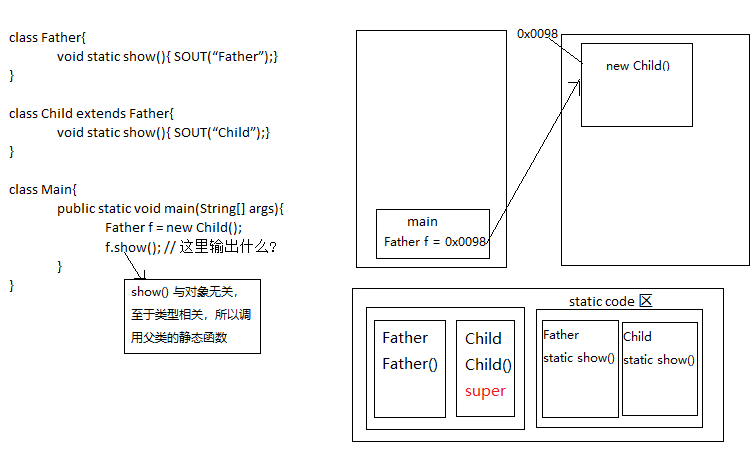 class Father{
void static show(){ SOUT(“Father”);}
}
class Child extends Father{
void static show(){ SOUT(“Child”);}
}
class Main{
public static void main(String[] args){
Father f = new Child();
f.show(); // 这里输出什么?
}
}
show() 与对象无关，
至于类型相关，所以调
用父类的静态函数
main
Father f = 0x0098
0x0098
new Child()
static code 区
Father
Father()
Child
Child()
super
Father
static show()
Child
static show()